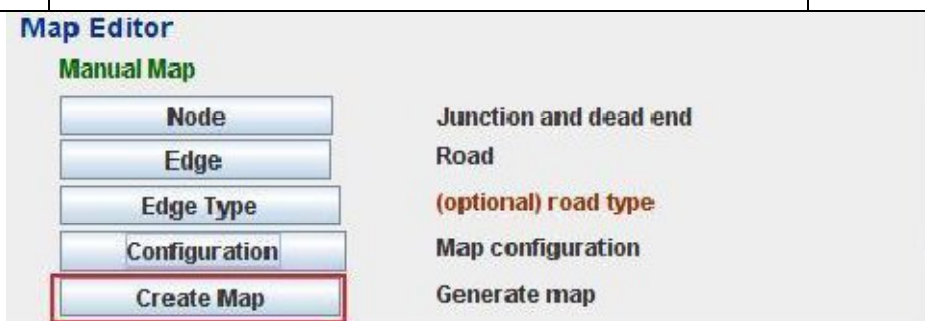 Map Editor
Manual Map
Node Junction and dead end
Edge Road
Edge Type (optional) road type
Configuration Map configuration
Create Map Generate map